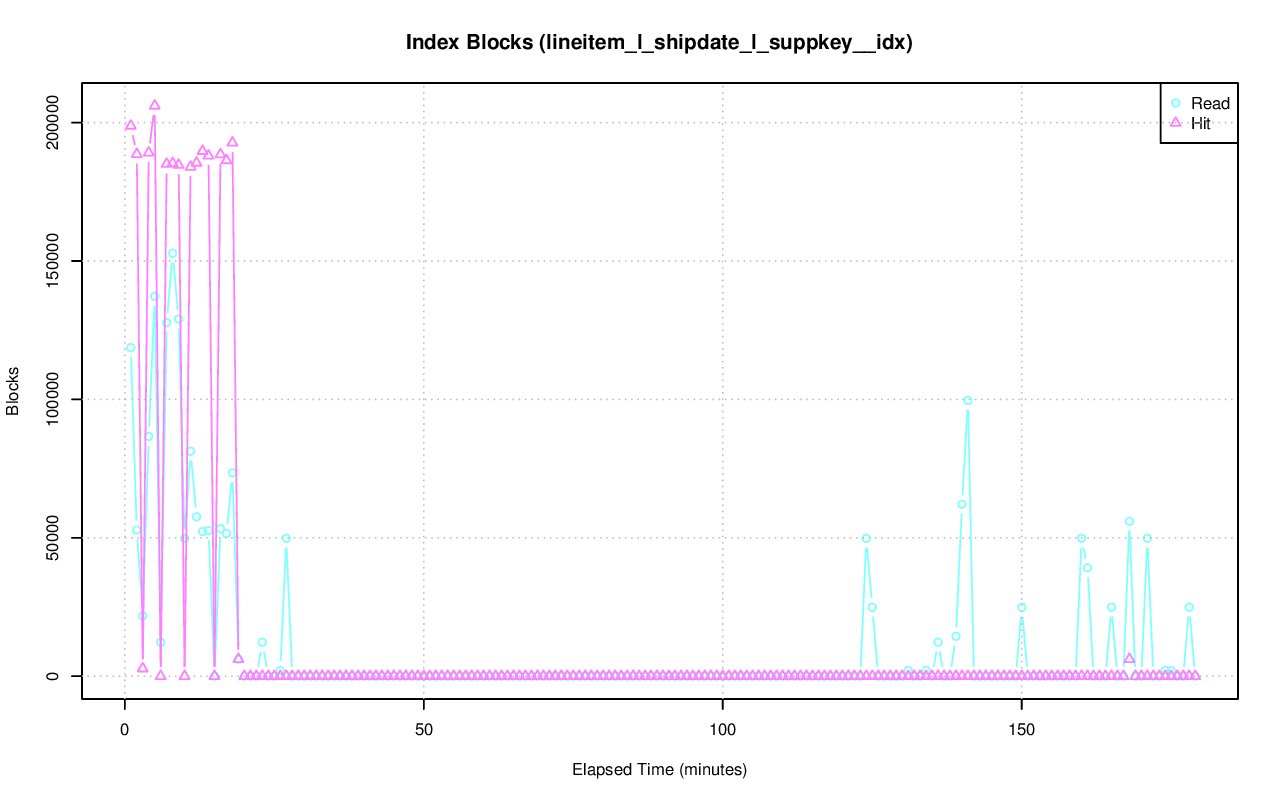 Index Blocks (lineitem_l_shipdate_l_suppkey__idx)
Read
Hit
200000
150000
100000
50000
0
Blocks
0 50 100 150
Elapsed Time (minutes)